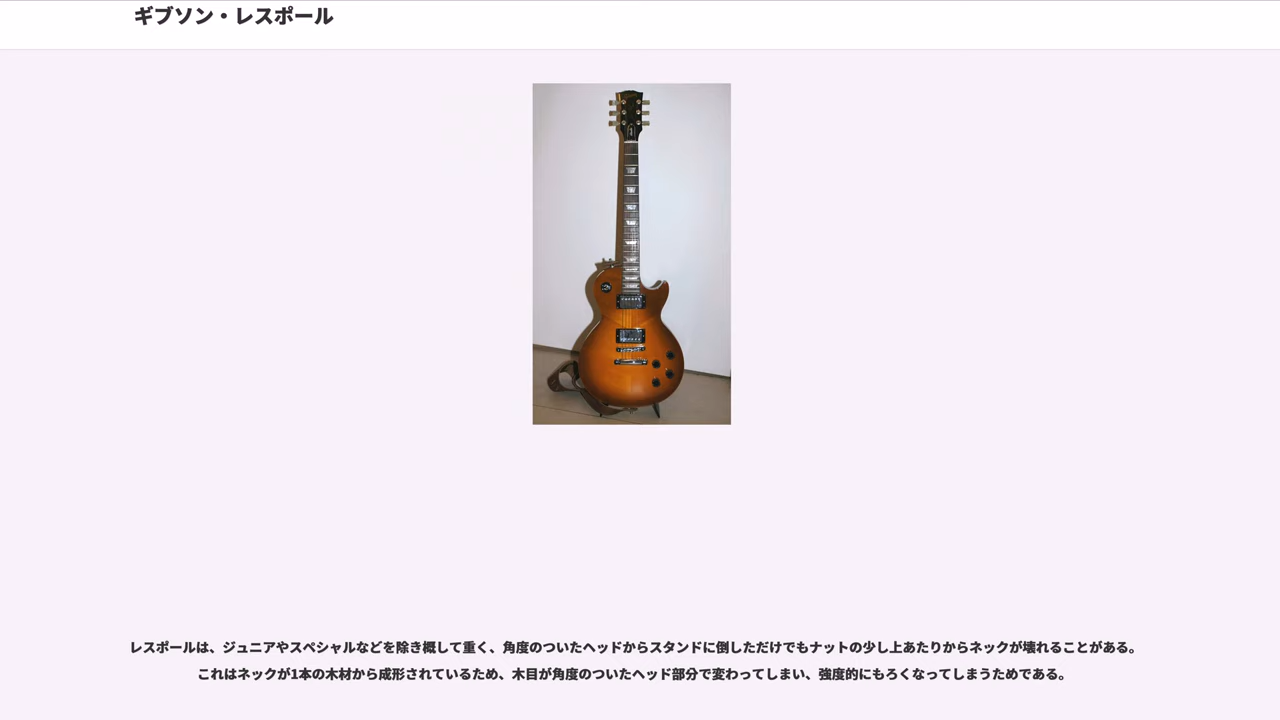 ギブソン・レスポール
レスポールは、ジュニアやスペシャルなどを除き概して重く、角度のついたヘッドからスタンドに倒しただけでもナットの少し上あたりからネックが壊れることがある。
これはネックが1本の木材から成形されているため、木目が角度のついたヘッド部分で変わってしまい、強度的にもろくなってしまうためである。